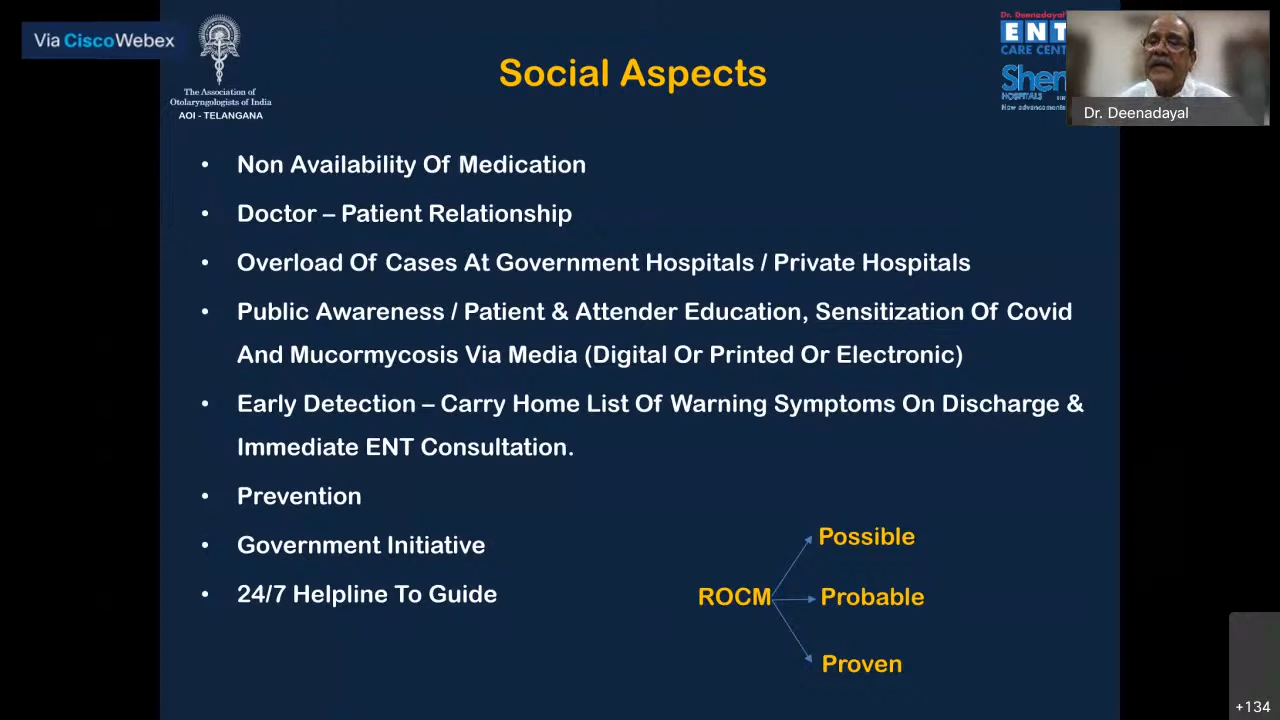 Via CiscoWebex
The Association of
Otolaryngologists of India
AOI - TELANGANA
Social Aspects
Dr. Deenadayal
ENT
CARE CENT
Shen
HOSPITALS
New advancements
Dr. Deenadayal
• Non Availability Of Medication
• Doctor – Patient Relationship
• Overload Of Cases At Government Hospitals / Private Hospitals
• Public Awareness / Patient & Attender Education, Sensitization Of Covid
And Mucormycosis Via Media (Digital Or Printed Or Electronic)
• Early Detection – Carry Home List Of Warning Symptoms On Discharge &
Immediate ENT Consultation.
• Prevention
• Government Initiative
• 24/7 Helpline To Guide
Possible
ROCM Probable
Proven
+134